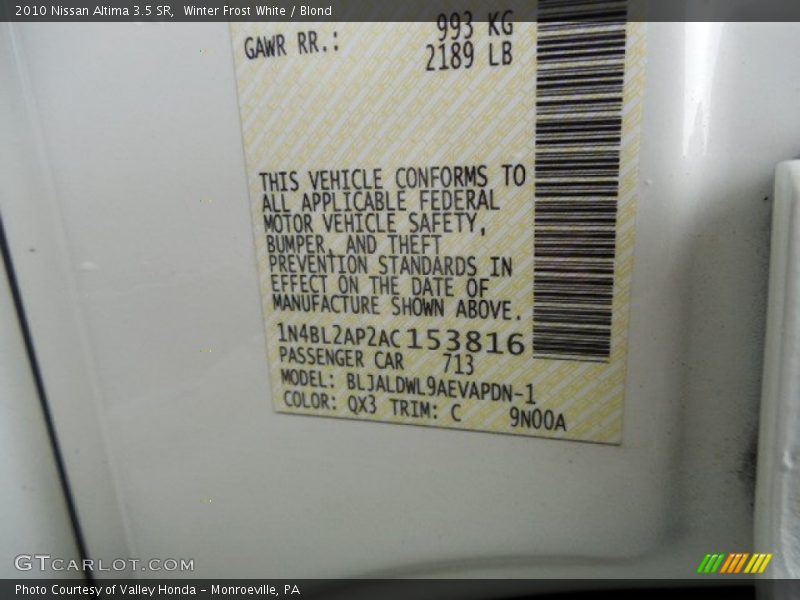 2010 Nissan Altima 3.5 SR, Winter Frost White / Blond
993 KG
GAWR RR.:
2189 LB
THIS VEHICLE CONFORMS TO
ALL APPLICABLE FEDERAL
MOTOR VEHICLE SAFETY,
BUMPER, AND THEFT
PREVENTION STANDARDS IN
EFFECT ON THE DATE OF
MANUFACTURE SHOWN ABOVE.
1N4BL2AP2AC153816
PASSENGER CAR 713
MODEL: BLJALDWL9AEVAPDN-1
COLOR: QX3 TRIM: C 9N00A
GTCARLOT.COM
Photo Courtesy of Valley Honda - Monroeville, PA